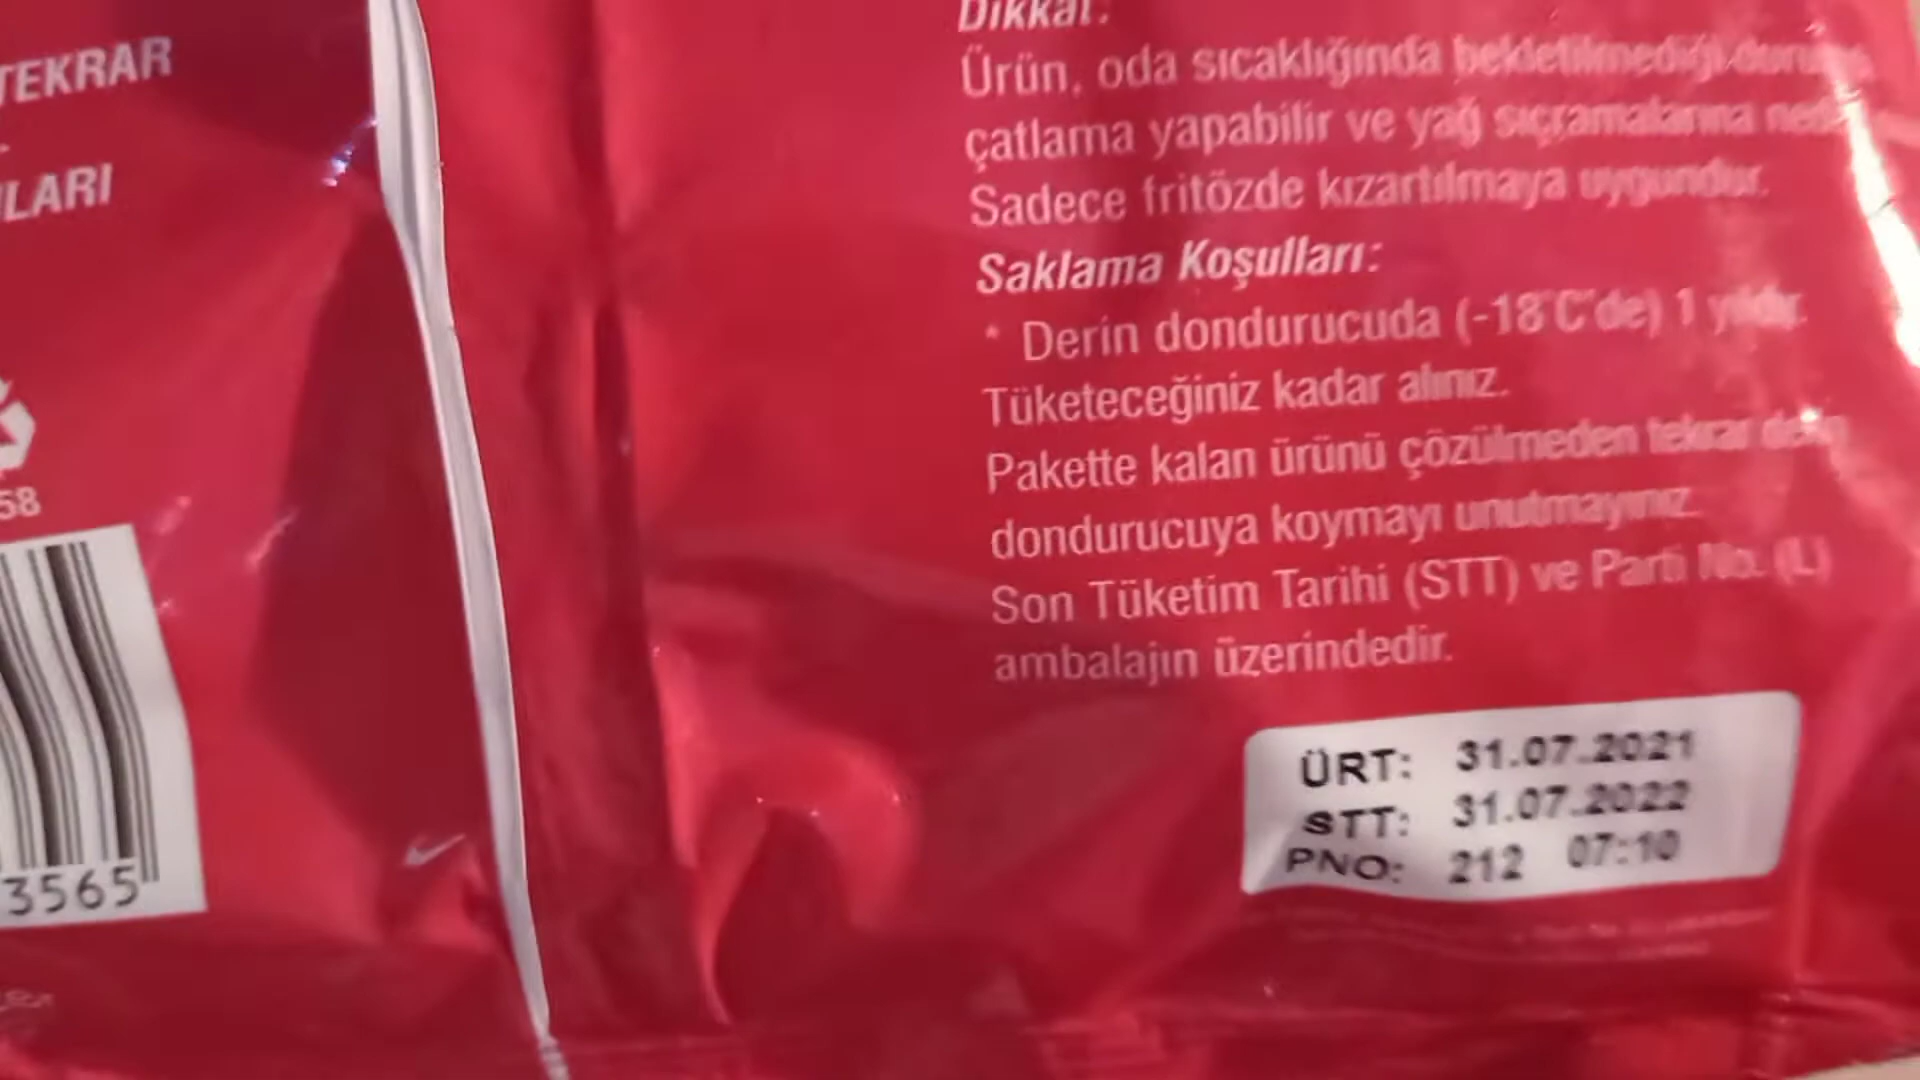 TEKRAR
LARI
58
3565
Dikkat:
Ürün, oda sıcaklığında bekletilmediği
çatlama yapabilir ve yağ sıçramalarına
Sadece fritözde kızartılmaya uygundur.
Saklama Koşulları:
* Derin dondurucuda (-18°C'de) 1 yıldır.
Tüketeceğiniz kadar alınız.
Pakette kalan ürünü çözülmeden tekrar derin
dondurucuya koymayı unutmayınız.
Son Tüketim Tarihi (STT) ve Parti No. (L)
ambalajın üzerindedir.
ÜRT: 31.07.2021
STT: 31.07.2022
PNO: 212 07:10